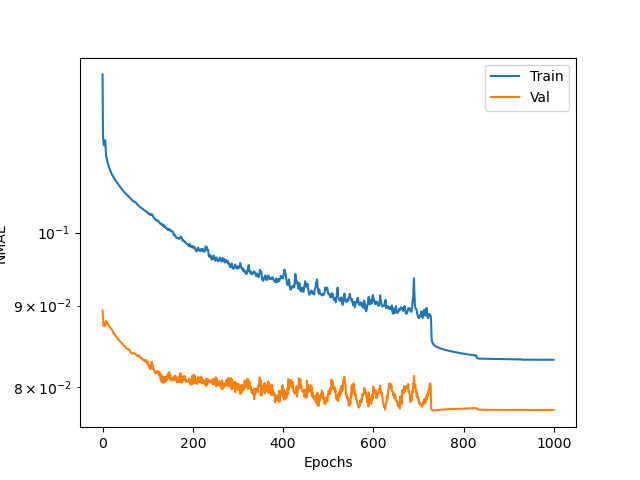 Train
Val
10⁻¹
9 × 10⁻²
8 × 10⁻²
NMAE
0 200 400 600 800 1000
Epochs